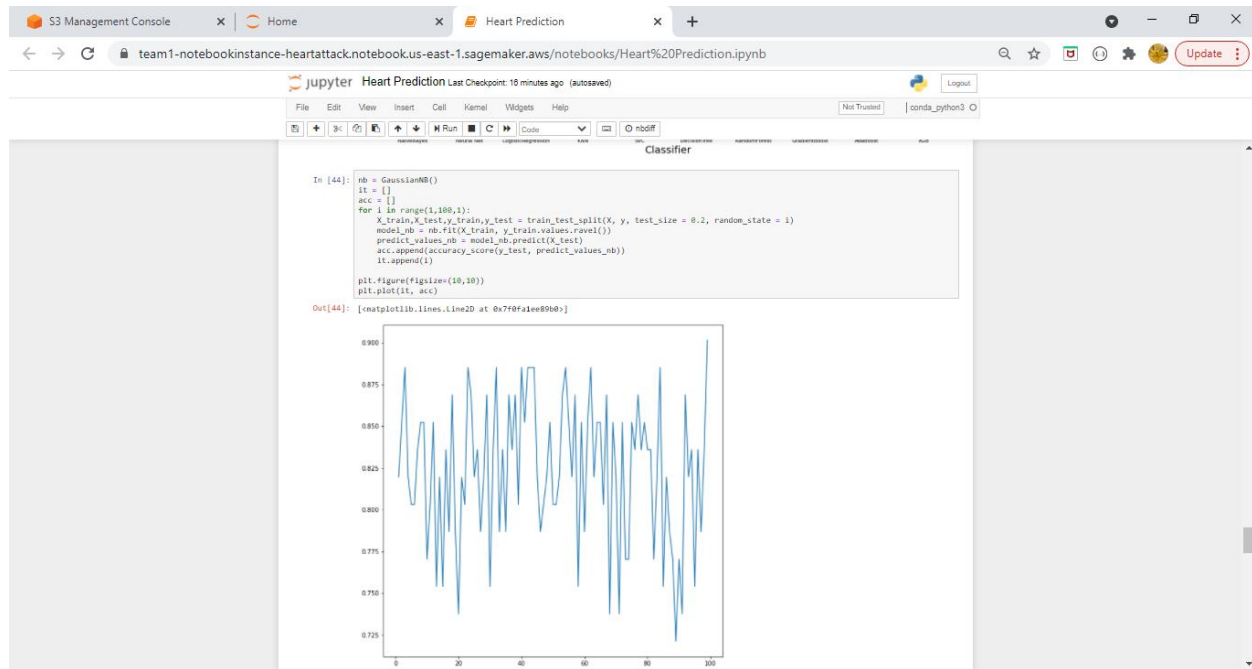 S3 Management Console
Home
Heart Prediction
team1-notebookinstance-heartattack.notebook.us-east-1.sagemaker.aws/notebooks/Heart%20Prediction.ipynb
Update
jupyter Heart Prediction Last Checkpoint: 16 minutes ago (autosaved)
Logout
File Edit View Insert Cell Kernel Widgets Help
Not Trusted conda_python3
Run Code nbdiff
Classifier
In [44]: nb = GaussianNB()
it = []
acc = []
for i in range(1,100,1):
X_train,X_test,y_train,y_test = train_test_split(X, y, test_size = 0.2, random_state = i)
model_nb = nb.fit(X_train, y_train.values.ravel())
predict_values_nb = model_nb.predict(X_test)
acc.append(accuracy_score(y_test, predict_values_nb))
it.append(i)
plt.figure(figsize=(10,10))
plt.plot(it, acc)
Out[44]: [<matplotlib.lines.Line2D at 0x7f0fa1ee89b0>]
0.900
0.875
0.850
0.825
0.800
0.775
0.750
0.725
0 20 40 60 80 100